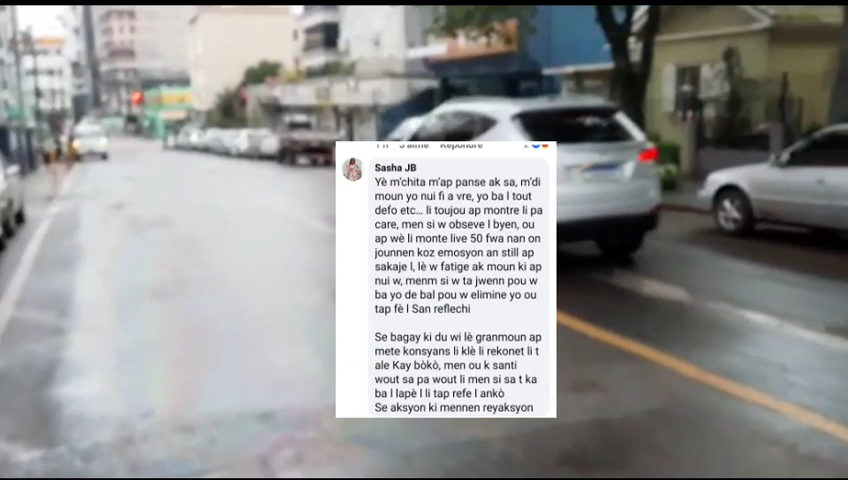 Sasha JB
Yè m'chita m'ap panse ak sa, m'di
moun yo nui fi a vre, yo ba l tout
defo etc... li toujou ap montre li pa
care, men si w obseve l byen, ou
ap wè li monte live 50 fwa nan on
jounnen koz emosyon an still ap
sakaje l, lè w fatige ak moun ki ap
nui w, menm si w ta jwenn pou w
ba yo de bal pou w elimine yo ou
tap fè l San reflechi
Se bagay ki du wi lè granmoun ap
mete konsyans li klè li rekonet li t
ale Kay bòkò, men ou k santi
wout sa pa wout li men si sa t ka
ba l lapè l li tap refe l ankò
Se aksyon ki mennen reyaksyon